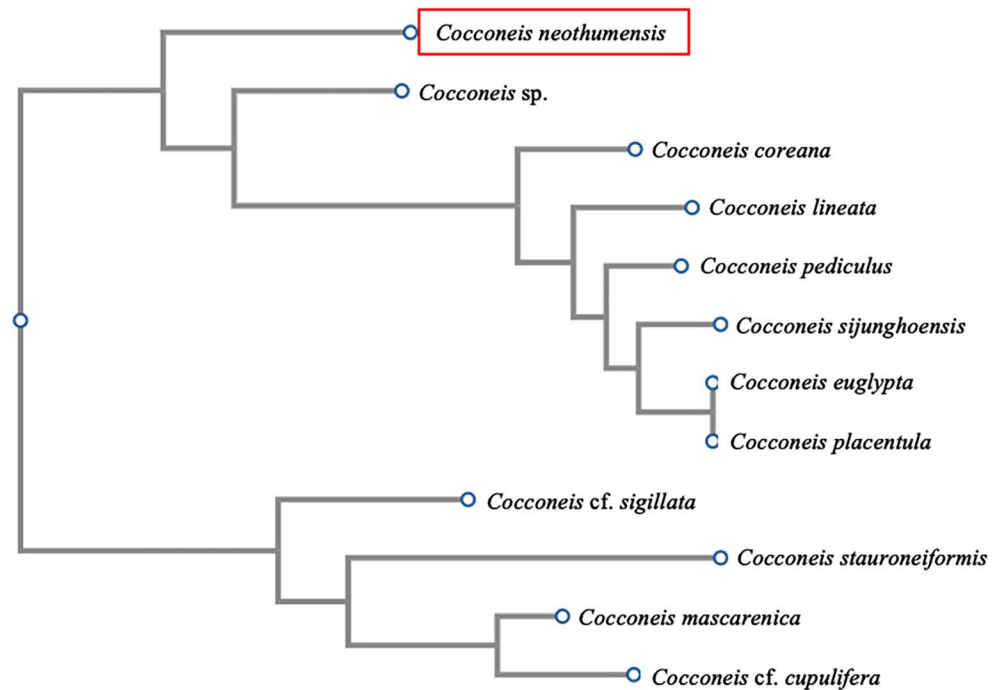 Cocconeis neothumensis
Cocconeis sp.
Cocconeis coreana
Cocconeis lineata
Cocconeis pediculus
Cocconeis sijunghoensis
Cocconeis euglypta
Cocconeis placentula
Cocconeis cf. sigillata
Cocconeis stauroneiformis
Cocconeis mascarenica
Cocconeis cf. cupulifera